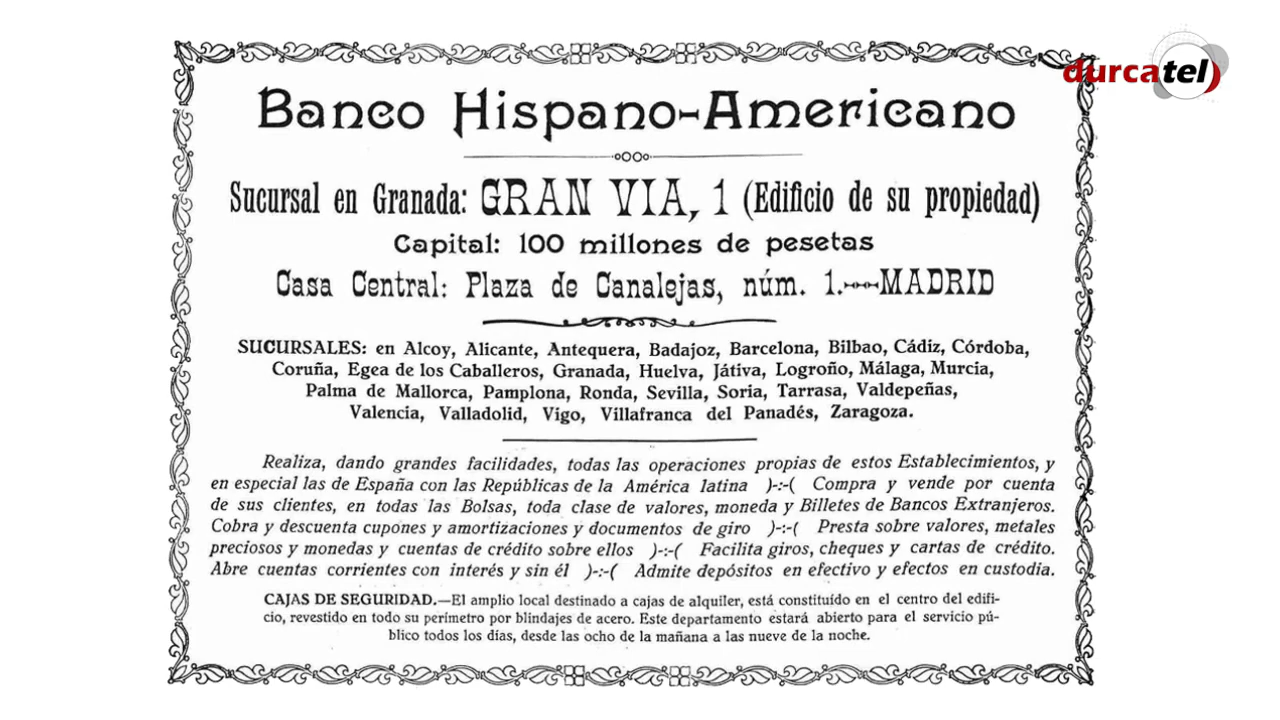 durcatel
Banco Hispano-Americano
Sucursal en Granada: GRAN VIA, 1 (Edificio de su propiedad)
Capital: 100 millones de pesetas
Casa Central: Plaza de Canalejas, núm. 1.---MADRID
SUCURSALES: en Alcoy, Alicante, Antequera, Badajoz, Barcelona, Bilbao, Cádiz, Córdoba,
Coruña, Egea de los Caballeros, Granada, Huelva, Játiva, Logroño, Málaga, Murcia,
Palma de Mallorca, Pamplona, Ronda, Sevilla, Soria, Tarrasa, Valdepeñas,
Valencia, Valladolid, Vigo, Villafranca del Panadés, Zaragoza.
Realiza, dando grandes facilidades, todas las operaciones propias de estos Establecimientos, y
en especial las de España con las Repúblicas de la América latina )-:-( Compra y vende por cuenta
de sus clientes, en todas las Bolsas, toda clase de valores, moneda y Billetes de Bancos Extranjeros.
Cobra y descuenta cupones y amortizaciones y documentos de giro )-:-( Presta sobre valores, metales
preciosos y monedas y cuentas de crédito sobre ellos )-:-( Facilita giros, cheques y cartas de crédito.
Abre cuentas corrientes con interés y sin él )-:-( Admite depósitos en efectivo y efectos en custodia.
CAJAS DE SEGURIDAD.—El amplio local destinado a cajas de alquiler, está constituído en el centro del edifi-
cio, revestido en todo su perímetro por blindajes de acero. Este departamento estará abierto para el servicio pú-
blico todos los días, desde las ocho de la mañana a las nueve de la noche.